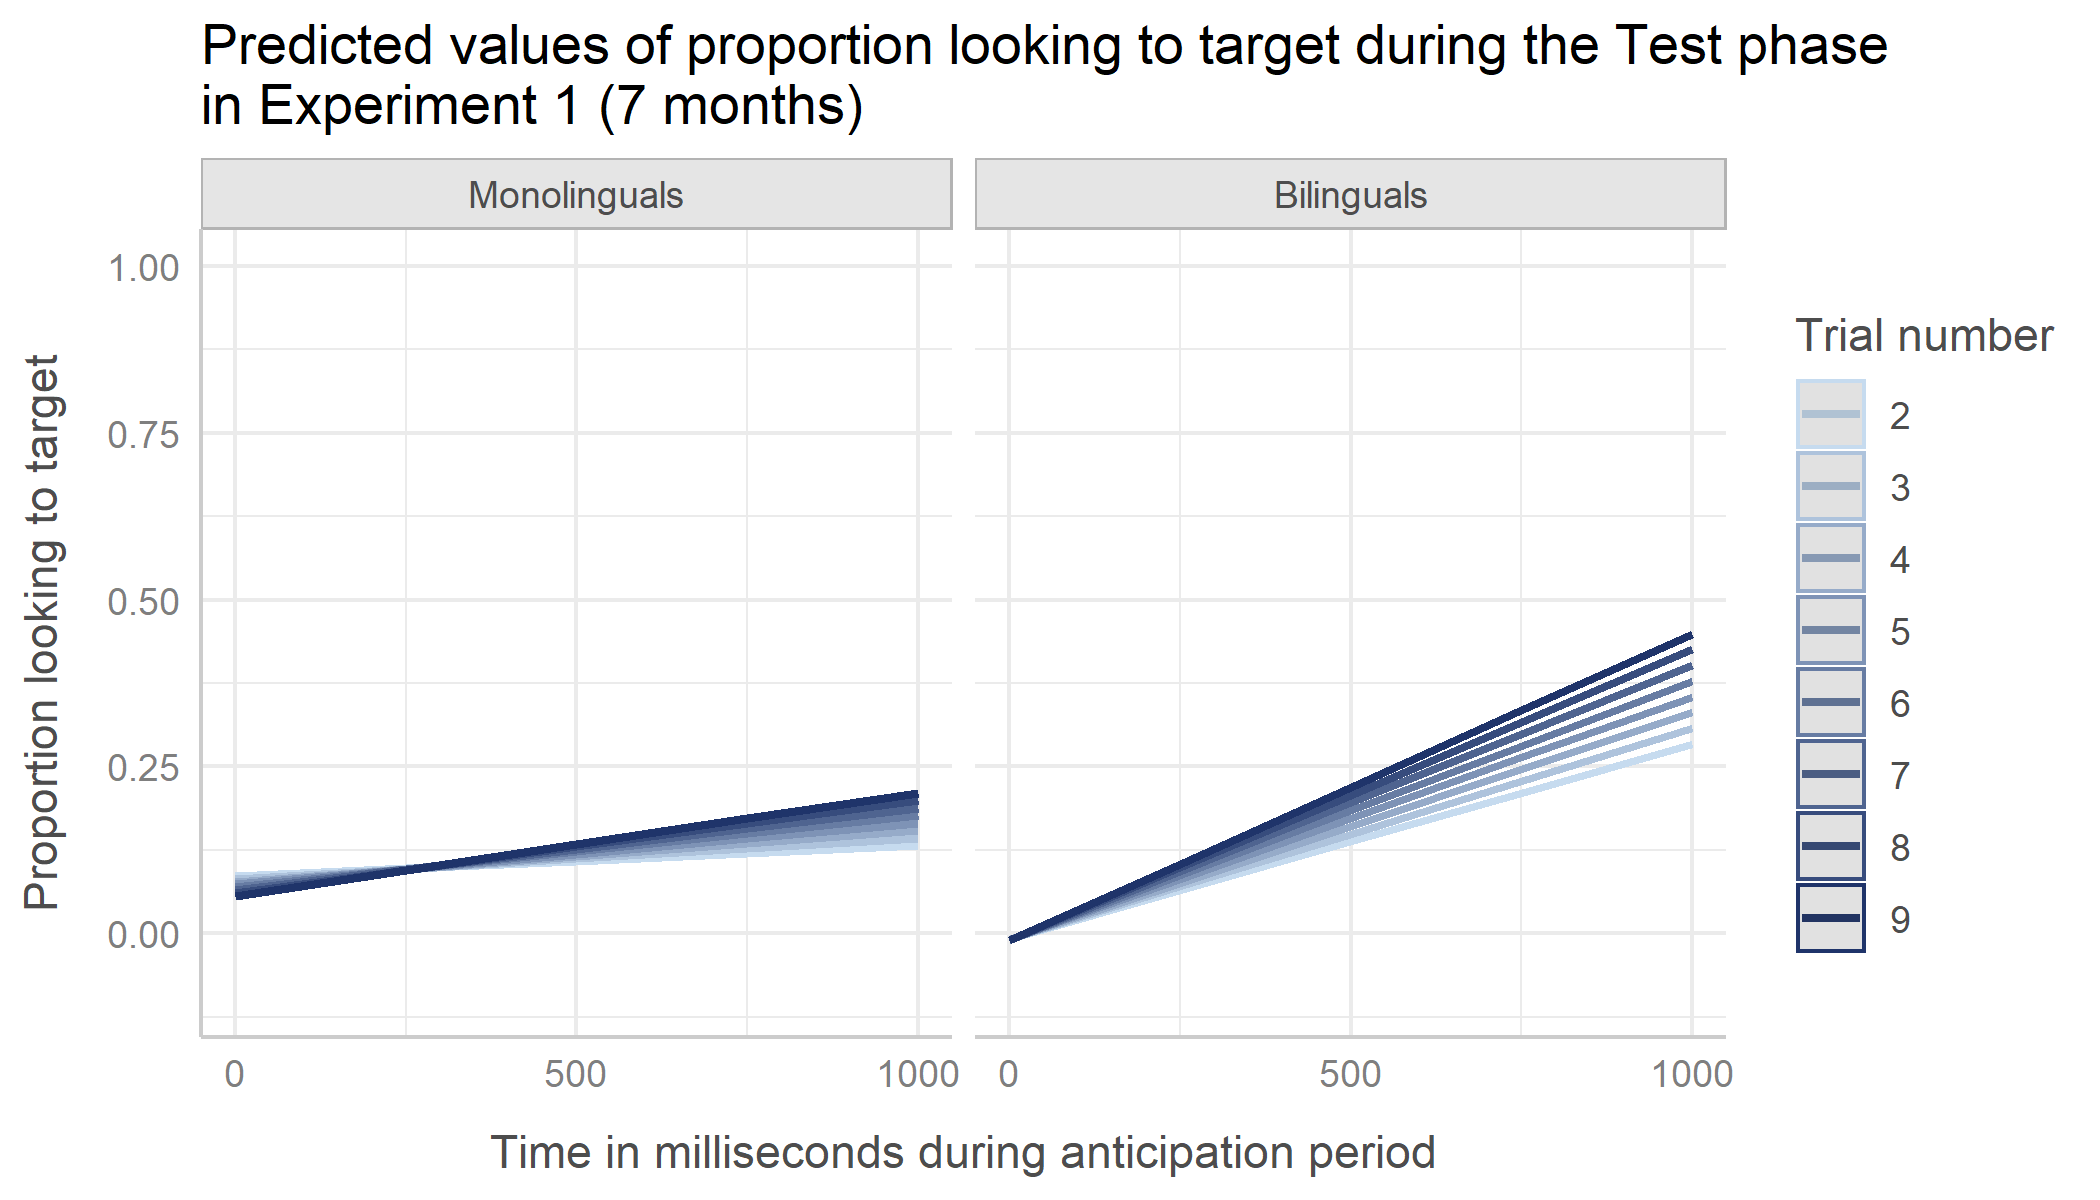 Predicted values of proportion looking to target during the Test phase
in Experiment 1 (7 months)
Monolinguals
Bilinguals
Proportion looking to target
1.00
0.75
0.50
0.25
0.00
0
500
1000
0
500
1000
Time in milliseconds during anticipation period
Trial number
2
3
4
5
6
7
8
9